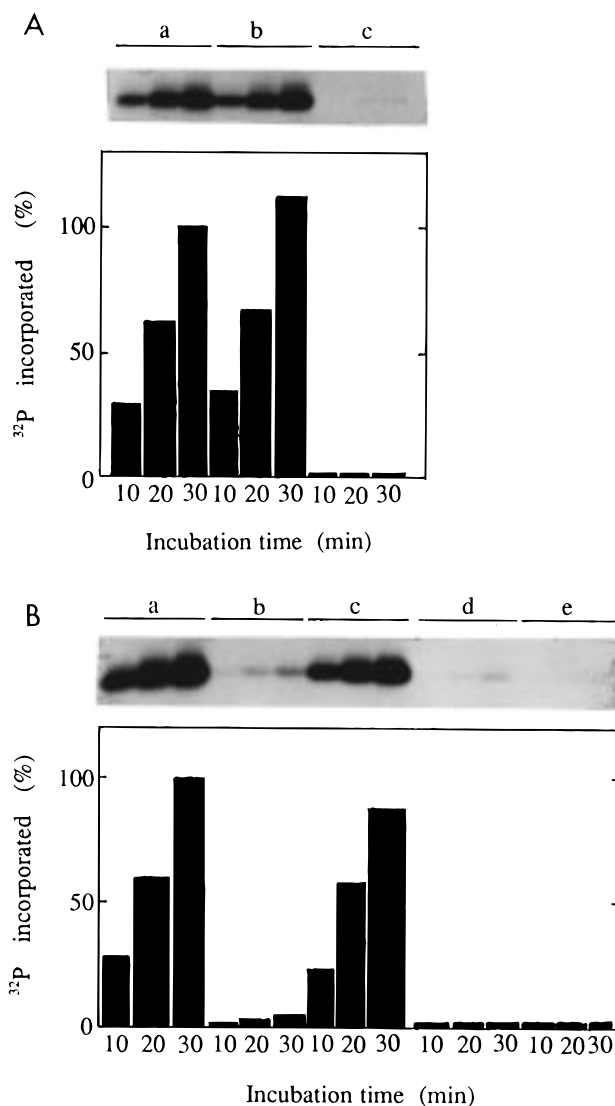 A
a b c
³²P incorporated (%)
100
50
0
10 20 30 10 20 30 10 20 30
Incubation time (min)
B
a b c d e
³²P incorporated (%)
100
50
0
10 20 30 10 20 30 10 20 30 10 20 30 10 20 30
Incubation time (min)